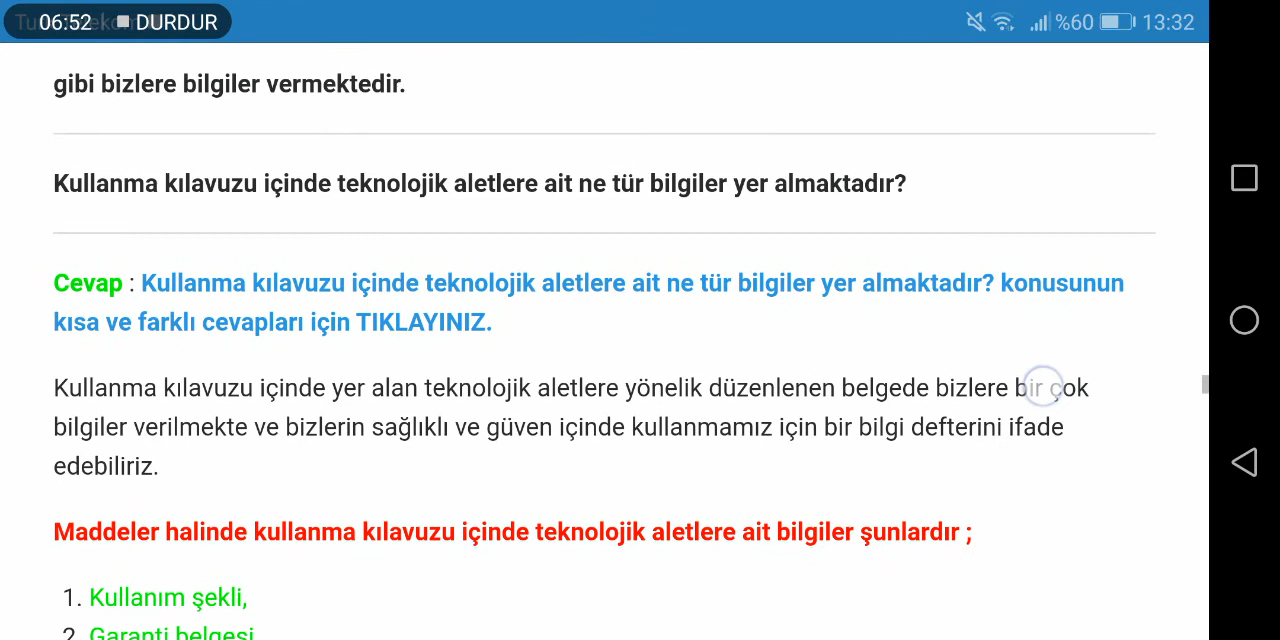 06:52 DURDUR %60 13:32
gibi bizlere bilgiler vermektedir.
Kullanma kılavuzu içinde teknolojik aletlere ait ne tür bilgiler yer almaktadır?
Cevap : Kullanma kılavuzu içinde teknolojik aletlere ait ne tür bilgiler yer almaktadır? konusunun
kısa ve farklı cevapları için TIKLAYINIZ.
Kullanma kılavuzu içinde yer alan teknolojik aletlere yönelik düzenlenen belgede bizlere bir çok
bilgiler verilmekte ve bizlerin sağlıklı ve güven içinde kullanmamız için bir bilgi defterini ifade
edebiliriz.
Maddeler halinde kullanma kılavuzu içinde teknolojik aletlere ait bilgiler şunlardır ;
1. Kullanım şekli,
2. Garanti belgesi